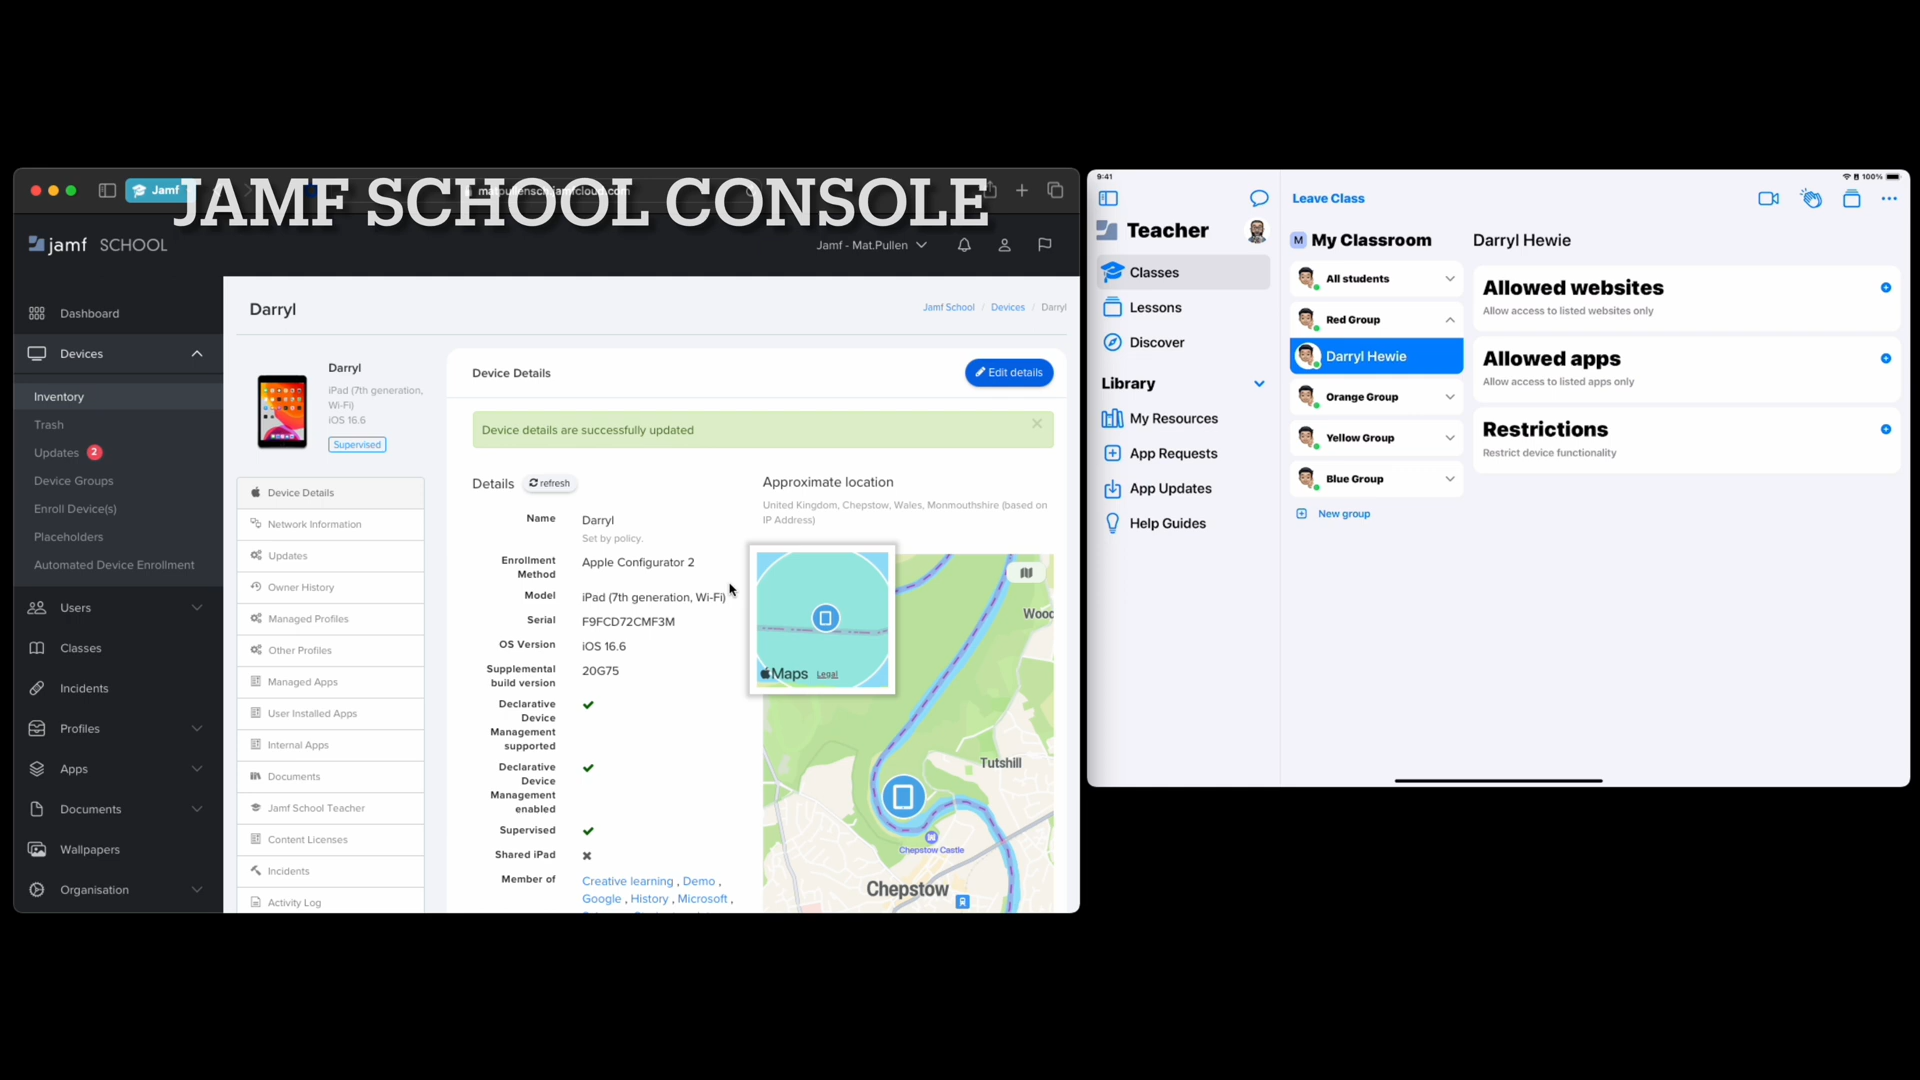 JAMF SCHOOL CONSOLE
Jamf
matpullensch.jamfcloud.com
jamf SCHOOL
Jamf - Mat.Pullen
Dashboard
Devices
Inventory
Trash
Updates 2
Device Groups
Enroll Device(s)
Placeholders
Automated Device Enrollment
Users
Classes
Incidents
Profiles
Apps
Documents
Wallpapers
Organisation
Darryl
Jamf School / Devices / Darryl
Darryl
iPad (7th generation,
Wi-Fi)
iOS 16.6
Supervised
Device Details
Network Information
Updates
Owner History
Managed Profiles
Other Profiles
Managed Apps
User Installed Apps
Internal Apps
Documents
Jamf School Teacher
Content Licenses
Incidents
Activity Log
Device Details
Edit details
Device details are successfully updated
Details refresh
Name Darryl
Set by policy.
Enrollment
Method Apple Configurator 2
Model iPad (7th generation, Wi-Fi)
Serial F9FCD72CMF3M
OS Version iOS 16.6
Supplemental
build version 20G75
Declarative
Device
Management
supported
Declarative
Device
Management
enabled
Supervised
Shared iPad
Member of Creative learning , Demo ,
Google , History , Microsoft ,
Approximate location
United Kingdom, Chepstow, Wales, Monmouthshire (based on
IP Address)
Maps Legal
Wood
Tutshill
Chepstow Castle
Chepstow
9:41
100%
Teacher
Classes
Lessons
Discover
Library
My Resources
App Requests
App Updates
Help Guides
Leave Class
M My Classroom
All students
Red Group
Darryl Hewie
Orange Group
Yellow Group
Blue Group
New group
Darryl Hewie
Allowed websites
Allow access to listed websites only
Allowed apps
Allow access to listed apps only
Restrictions
Restrict device functionality